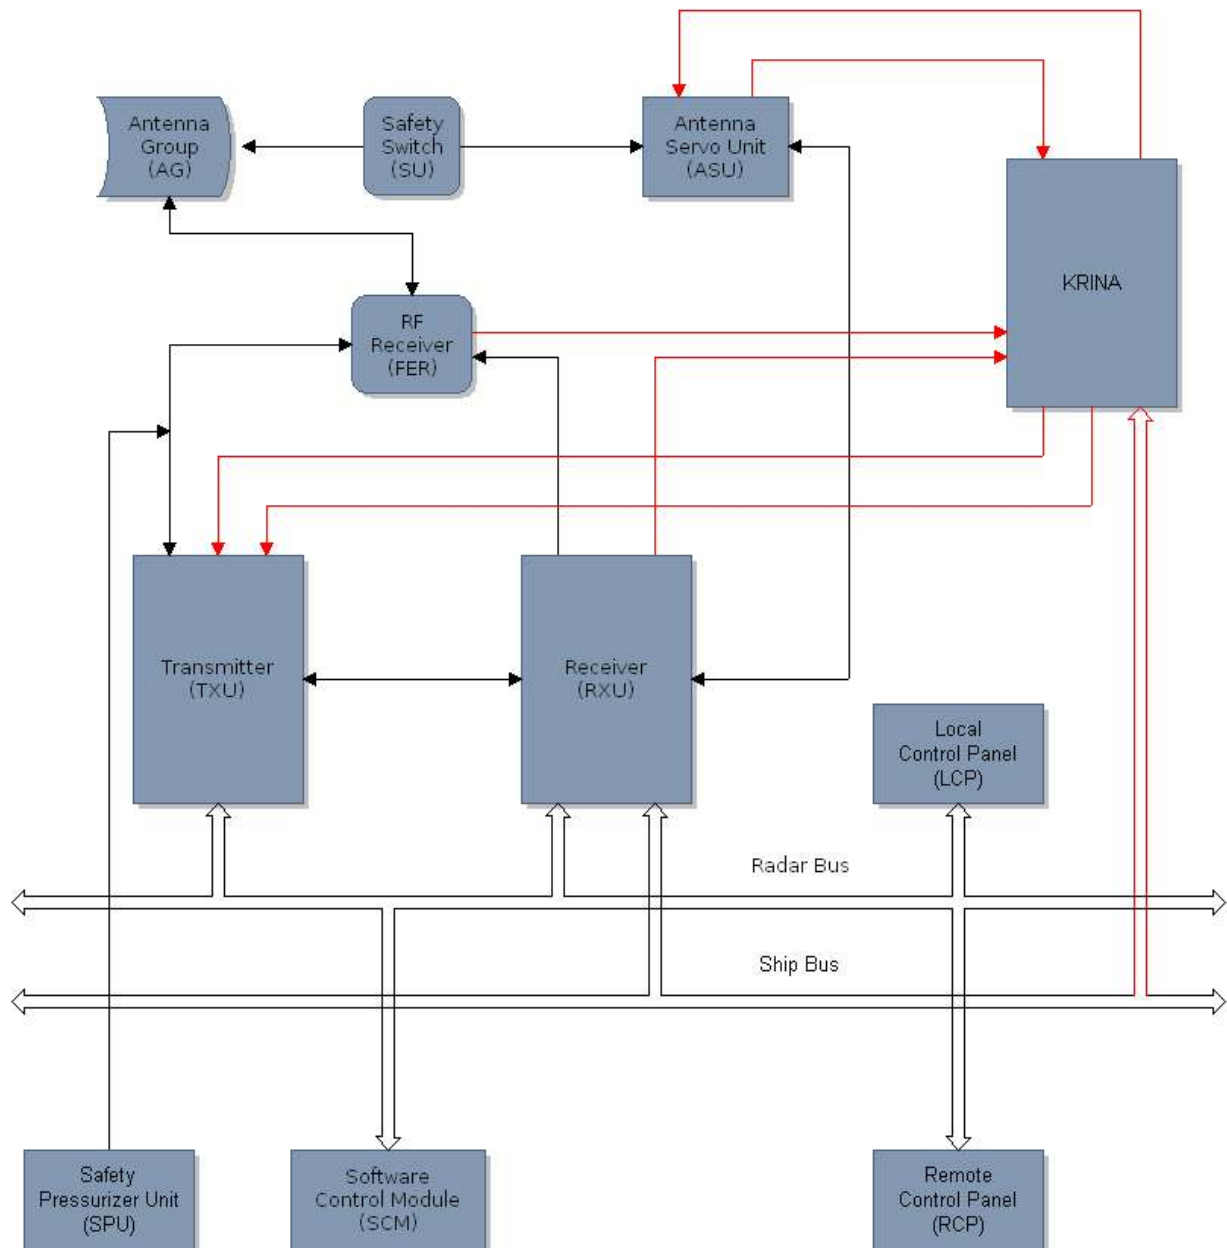 Antenna
Group
(AG)
Safety
Switch
(SU)
Antenna
Servo Unit
(ASU)
KRINA
RF
Receiver
(FER)
Transmitter
(TXU)
Receiver
(RXU)
Local
Control Panel
(LCP)
Radar Bus
Ship Bus
Safety
Pressurizer Unit
(SPU)
Software
Control Module
(SCM)
Remote
Control Panel
(RCP)